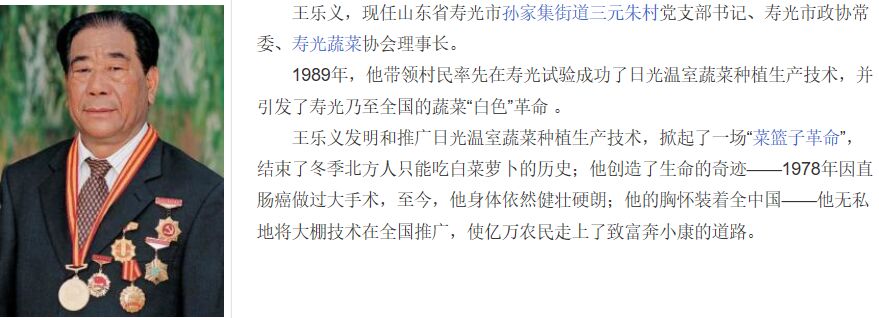 王乐义，现任山东省寿光市孙家集街道三元朱村党支部书记、寿光市政协常
委、寿光蔬菜协会理事长。
1989年，他带领村民率先在寿光试验成功了日光温室蔬菜种植生产技术，并
引发了寿光乃至全国的蔬菜“白色”革命 。
王乐义发明和推广日光温室蔬菜种植生产技术，掀起了一场“菜篮子革命”，
结束了冬季北方人只能吃白菜萝卜的历史；他创造了生命的奇迹——1978年因直
肠癌做过大手术，至今，他身体依然健壮硬朗；他的胸怀装着全中国——他无私
地将大棚技术在全国推广，使亿万农民走上了致富奔小康的道路。